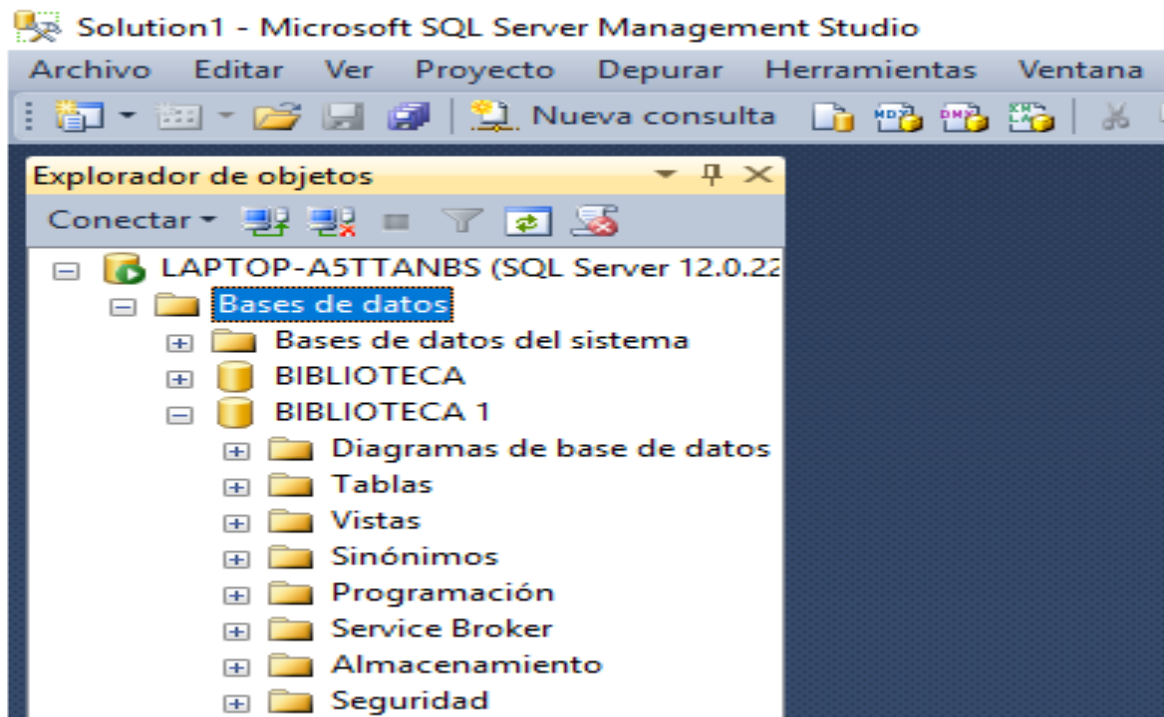 Solution1 - Microsoft SQL Server Management Studio
Archivo Editar Ver Proyecto Depurar Herramientas Ventana
Nueva consulta
Explorador de objetos
Conectar
LAPTOP-A5TTANBS (SQL Server 12.0.22
Bases de datos
Bases de datos del sistema
BIBLIOTECA
BIBLIOTECA 1
Diagramas de base de datos
Tablas
Vistas
Sinónimos
Programación
Service Broker
Almacenamiento
Seguridad